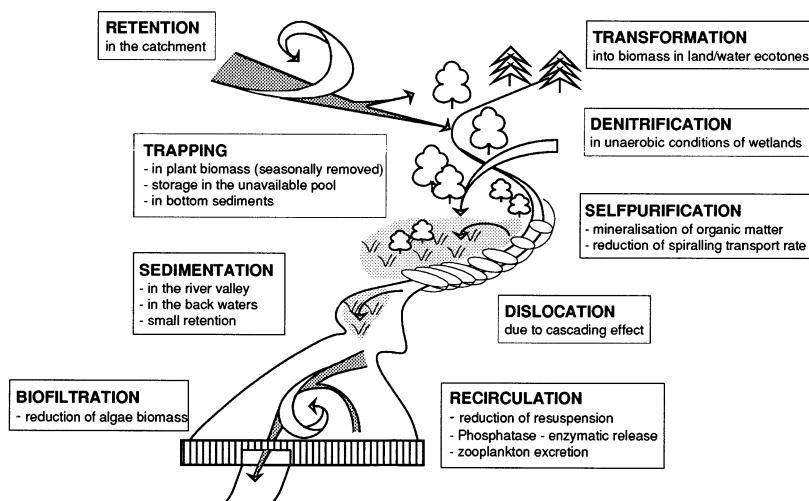 RETENTION
in the catchment
TRANSFORMATION
into biomass in land/water ecotones
DENITRIFICATION
in unaerobic conditions of wetlands
TRAPPING
- in plant biomass (seasonally removed)
- storage in the unavailable pool
- in bottom sediments
SELFPURIFICATION
- mineralisation of organic matter
- reduction of spiralling transport rate
SEDIMENTATION
- in the river valley
- in the back waters
- small retention
DISLOCATION
due to cascading effect
BIOFILTRATION
- reduction of algae biomass
RECIRCULATION
- reduction of resuspension
- Phosphatase - enzymatic release
- zooplankton excretion